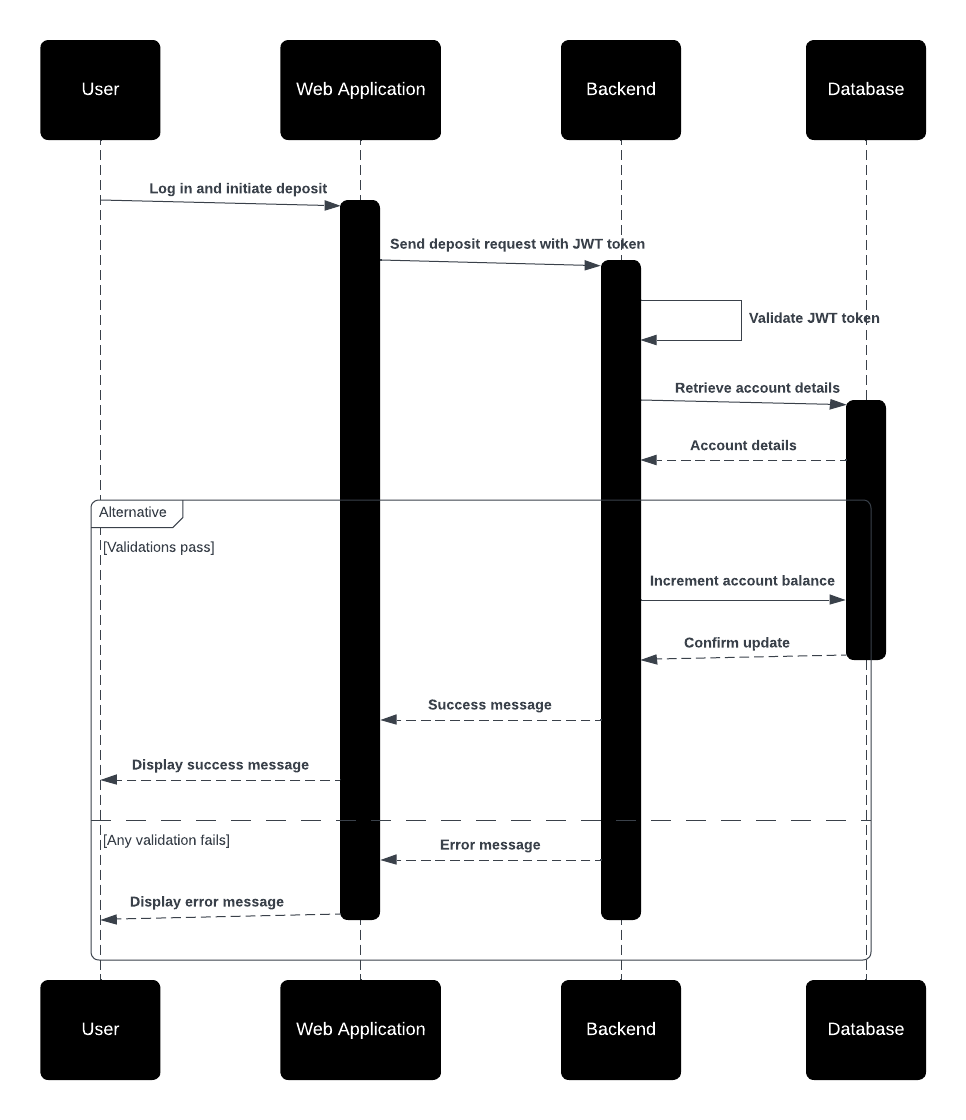 User
Web Application
Backend
Database
Log in and initiate deposit
Send deposit request with JWT token
Validate JWT token
Retrieve account details
Account details
Alternative
[Validations pass]
Increment account balance
Confirm update
Success message
Display success message
[Any validation fails]
Error message
Display error message
User
Web Application
Backend
Database